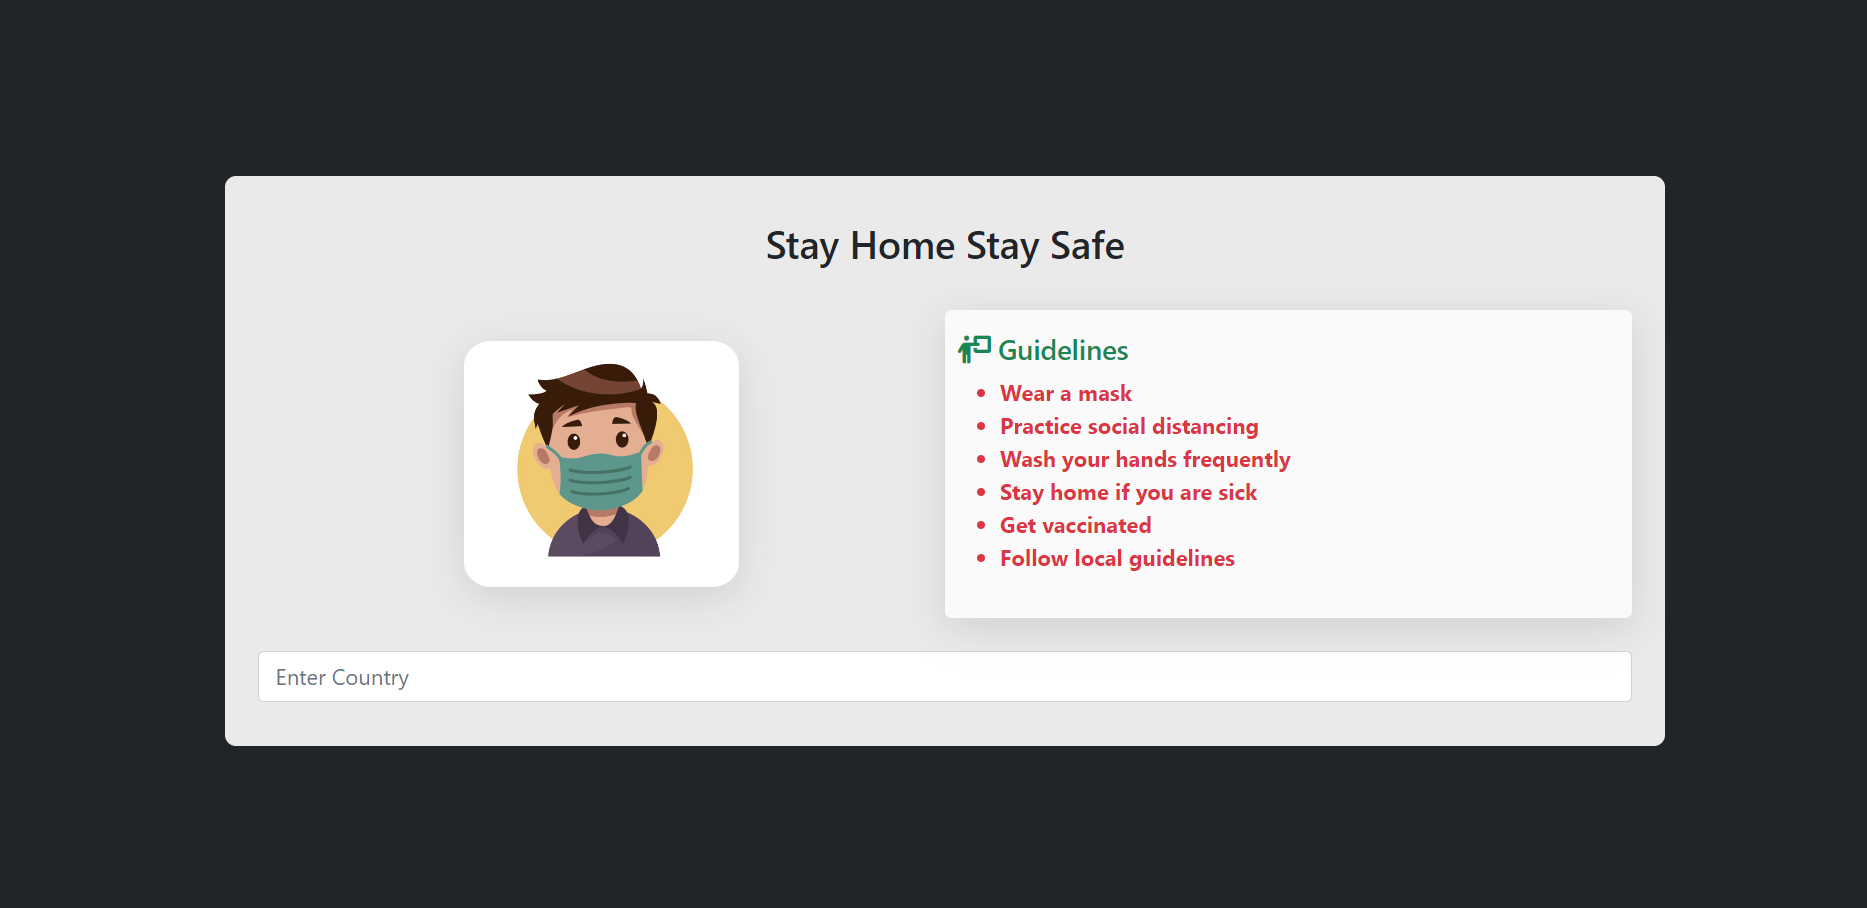 Stay Home Stay Safe
Guidelines
Wear a mask
Practice social distancing
Wash your hands frequently
Stay home if you are sick
Get vaccinated
Follow local guidelines
Enter Country